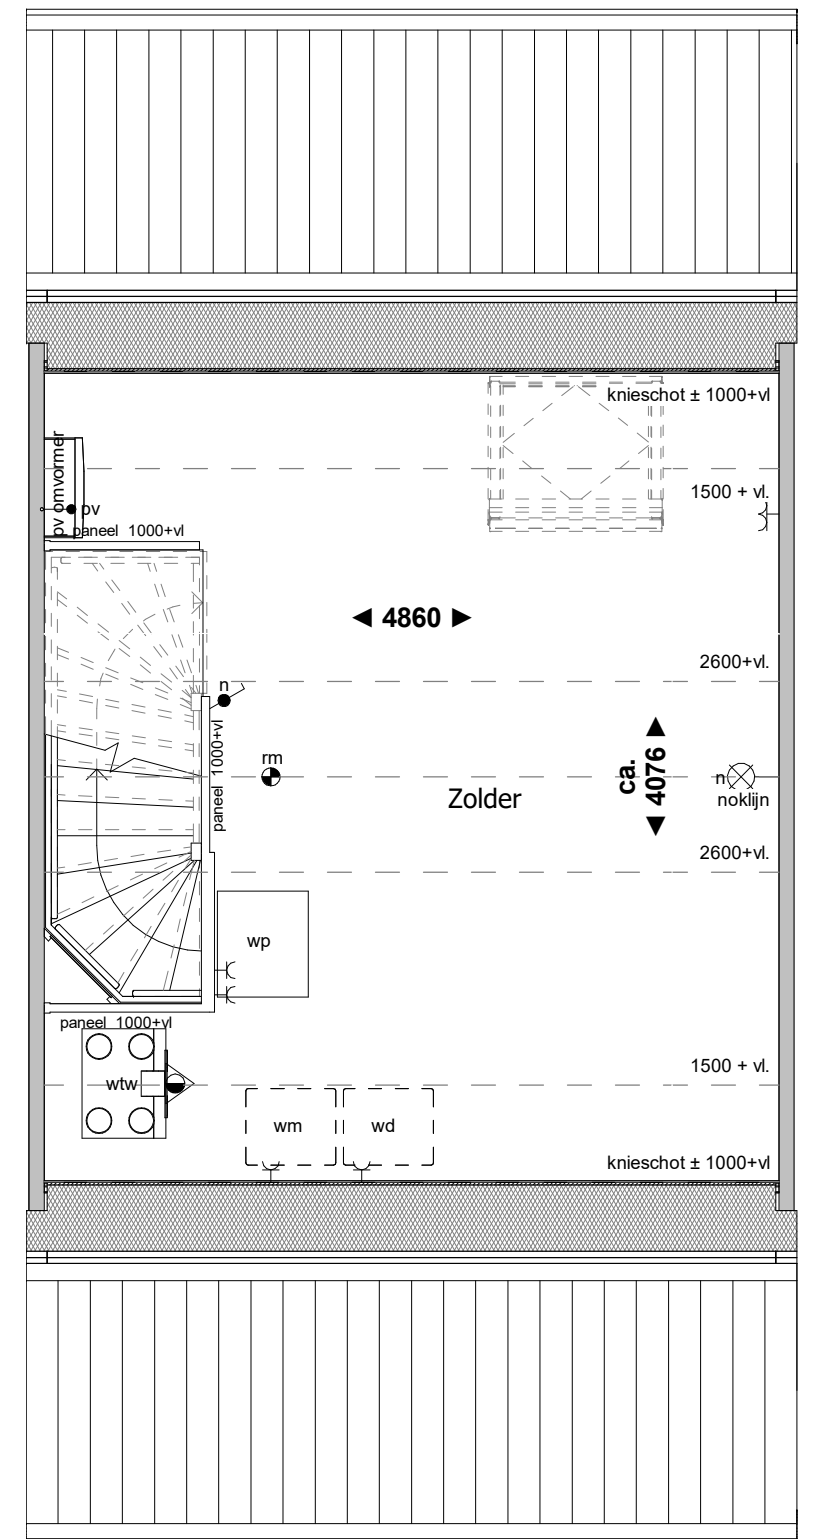 knieschot ± 1000+vl
pv omvormer
1500 + vl.
pv
paneel 1000+vl
◄ 4860 ►
2600+vl.
n
paneel 1000+vl
rm
ca.
◄ 4076 ►
n
noklijn
Zolder
2600+vl.
wp
paneel 1000+vl
1500 + vl.
wtw
wm
wd
knieschot ± 1000+vl